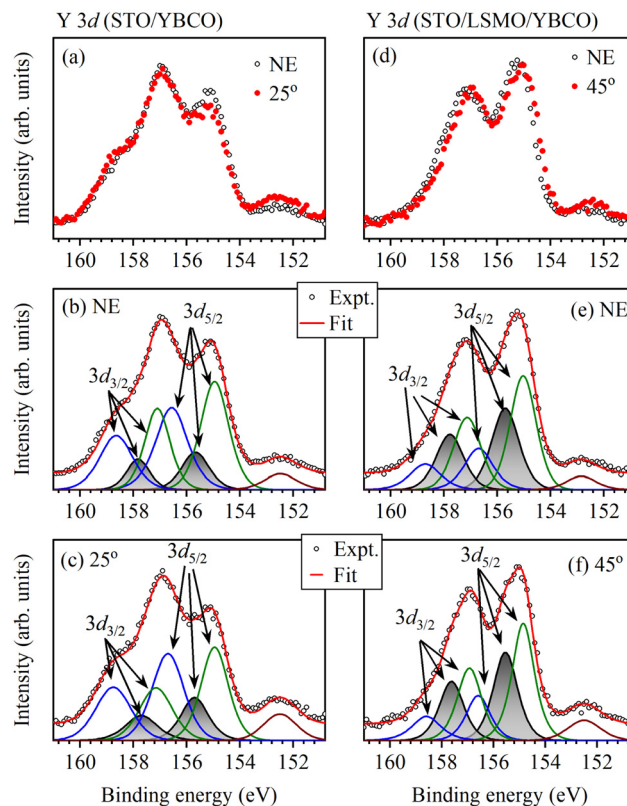 Y 3d (STO/YBCO)
Y 3d (STO/LSMO/YBCO)
(a)
NE
25°
Intensity (arb. units)
160 158 156 154 152
(d)
NE
45°
160 158 156 154 152
(b) NE
3d5/2
3d3/2
Expt.
Fit
Intensity (arb. units)
160 158 156 154 152
(e) NE
3d5/2
3d3/2
160 158 156 154 152
(c) 25°
3d5/2
3d3/2
Expt.
Fit
Intensity (arb. units)
160 158 156 154 152
Binding energy (eV)
(f) 45°
3d5/2
3d3/2
160 158 156 154 152
Binding energy (eV)